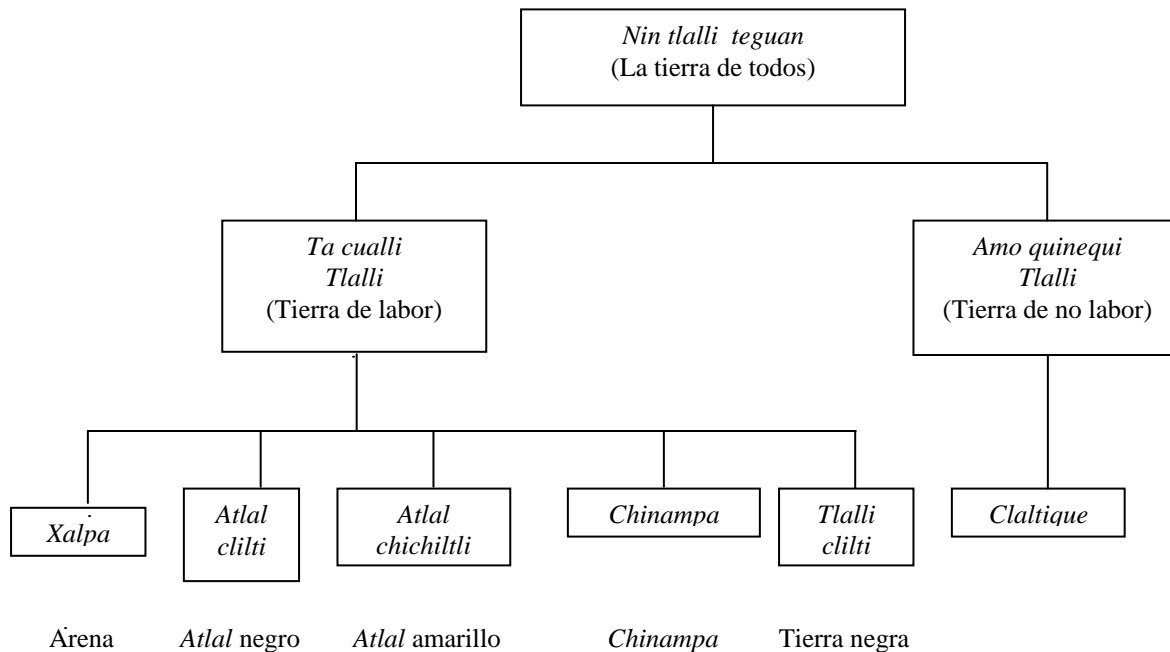 Nin tlalli teguan
(La tierra de todos)
Ta cualli
Tlalli
(Tierra de labor)
Amo quinequi
Tlalli
(Tierra de no labor)
Xalpa
Atlal
clilti
Atlal
chichiltli
Chinampa
Tlalli
clilti
Claltique
Arena
Atlal negro
Atlal amarillo
Chinampa
Tierra negra